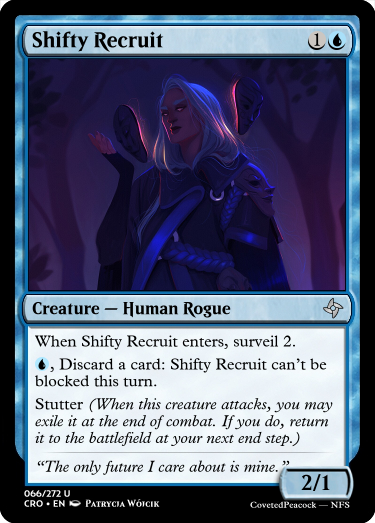 Shifty Recruit 1
Creature — Human Rogue
When Shifty Recruit enters, surveil 2.
, Discard a card: Shifty Recruit can't be
blocked this turn.
Stutter (When this creature attacks, you may
exile it at the end of combat. If you do, return
it to the battlefield at your next end step.)
“The only future I care about is mine.”
2/1
066/272 U
CRO • EN Patrycja Wójcik
CovetedPeacock — NFS